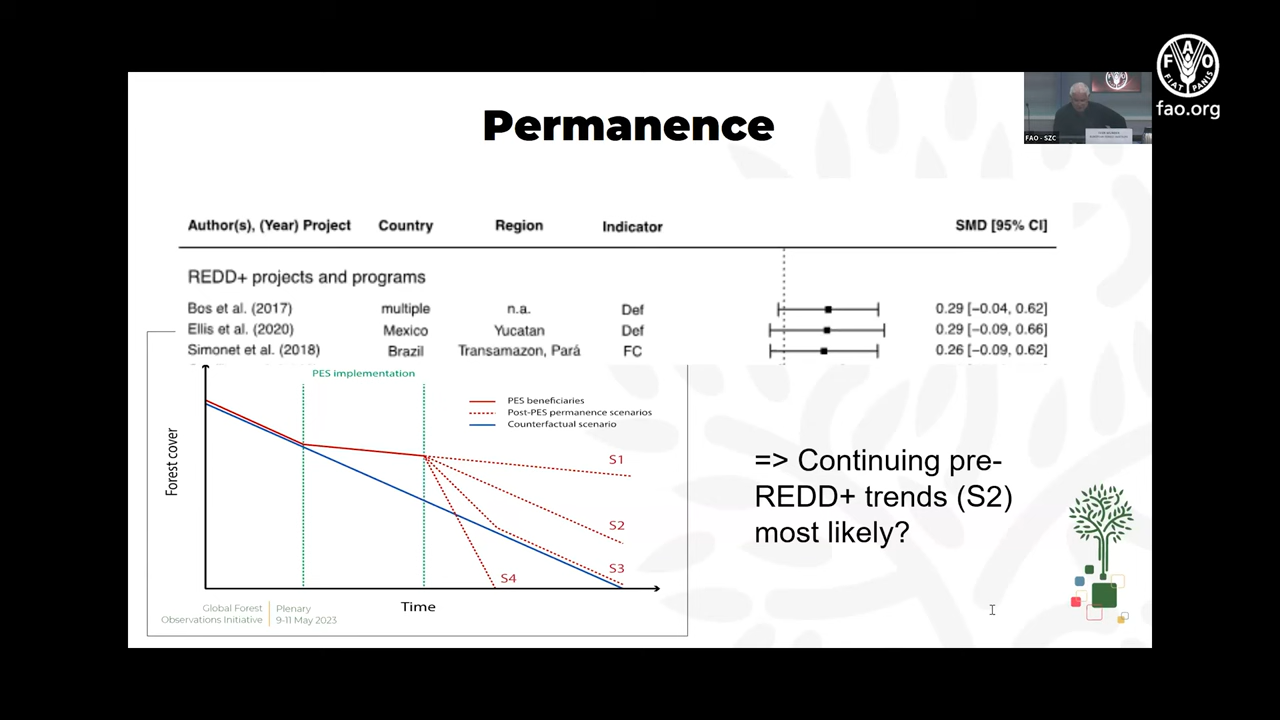 FAO
FIAT PANIS
fao.org
FAO - SZC
Permanence
Author(s), (Year) Project Country Region Indicator SMD [95% CI]
REDD+ projects and programs
Bos et al. (2017) multiple n.a. Def 0.29 [−0.04, 0.62]
Ellis et al. (2020) Mexico Yucatan Def 0.29 [−0.09, 0.66]
Simonet et al. (2018) Brazil Transamazon, Pará FC 0.26 [−0.09, 0.62]
PES implementation
PES beneficiaries
Post-PES permanence scenarios
Counterfactual scenario
Forest cover
S1
S2
S3
S4
Time
=> Continuing pre-
REDD+ trends (S2)
most likely?
Global Forest
Observations Initiative
Plenary
9-11 May 2023